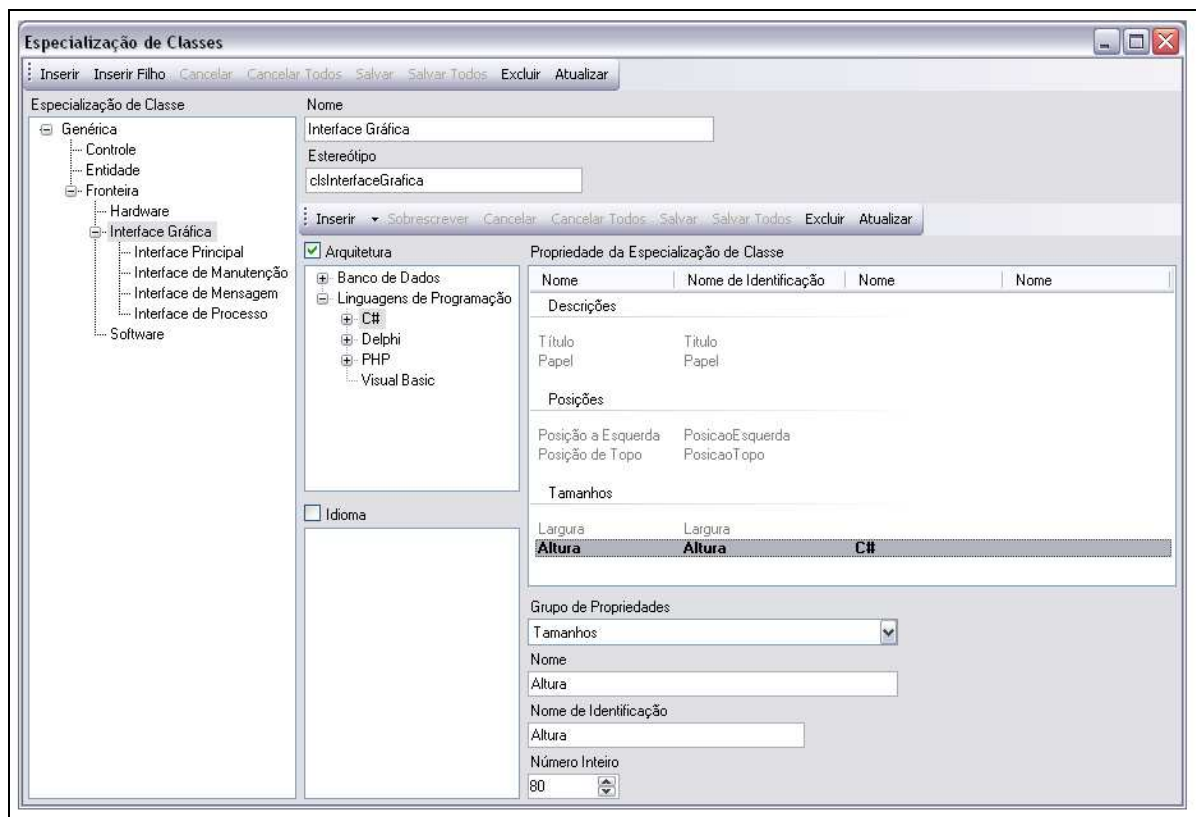 Especialização de Classes
Inserir Inserir Filho Cancelar Cancelar Todos Salvar Salvar Todos Excluir Atualizar
Especialização de Classe
Genérica
Controle
Entidade
Fronteira
Hardware
Interface Gráfica
Interface Principal
Interface de Manutenção
Interface de Mensagem
Interface de Processo
Software
Nome
Interface Gráfica
Estereótipo
clsInterfaceGrafica
Inserir Sobrescrever Cancelar Cancelar Todos Salvar Salvar Todos Excluir Atualizar
Arquitetura
Banco de Dados
Linguagens de Programação
C#
Delphi
PHP
Visual Basic
Idioma
Propriedade da Especialização de Classe
Nome Nome de Identificação Nome Nome
Descrições
Título Titulo
Papel Papel
Posições
Posição a Esquerda PosicaoEsquerda
Posição de Topo PosicaoTopo
Tamanhos
Largura Largura
Altura Altura C#
Grupo de Propriedades
Tamanhos
Nome
Altura
Nome de Identificação
Altura
Número Inteiro
80